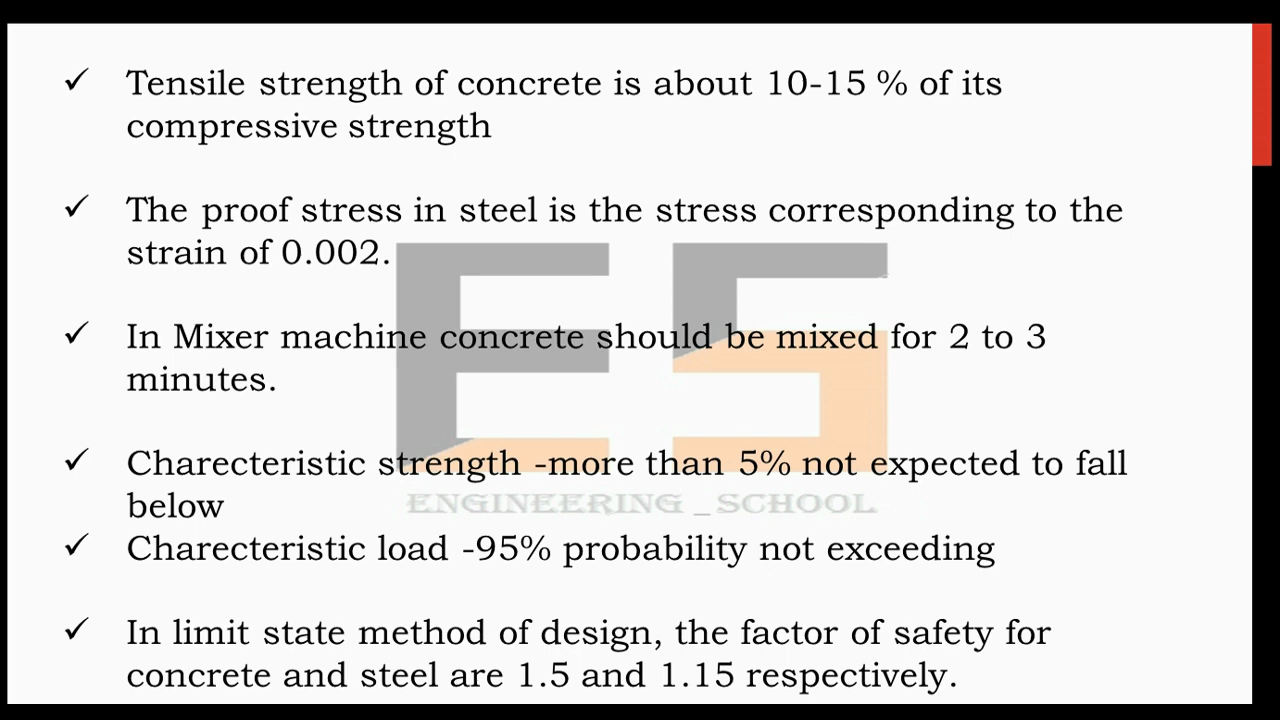 ✓ Tensile strength of concrete is about 10-15 % of its
compressive strength
✓ The proof stress in steel is the stress corresponding to the
strain of 0.002.
✓ In Mixer machine concrete should be mixed for 2 to 3
minutes.
✓ Charecteristic strength -more than 5% not expected to fall
below
ENGINEERING_SCHOOL
✓ Charecteristic load -95% probability not exceeding
✓ In limit state method of design, the factor of safety for
concrete and steel are 1.5 and 1.15 respectively.
ES